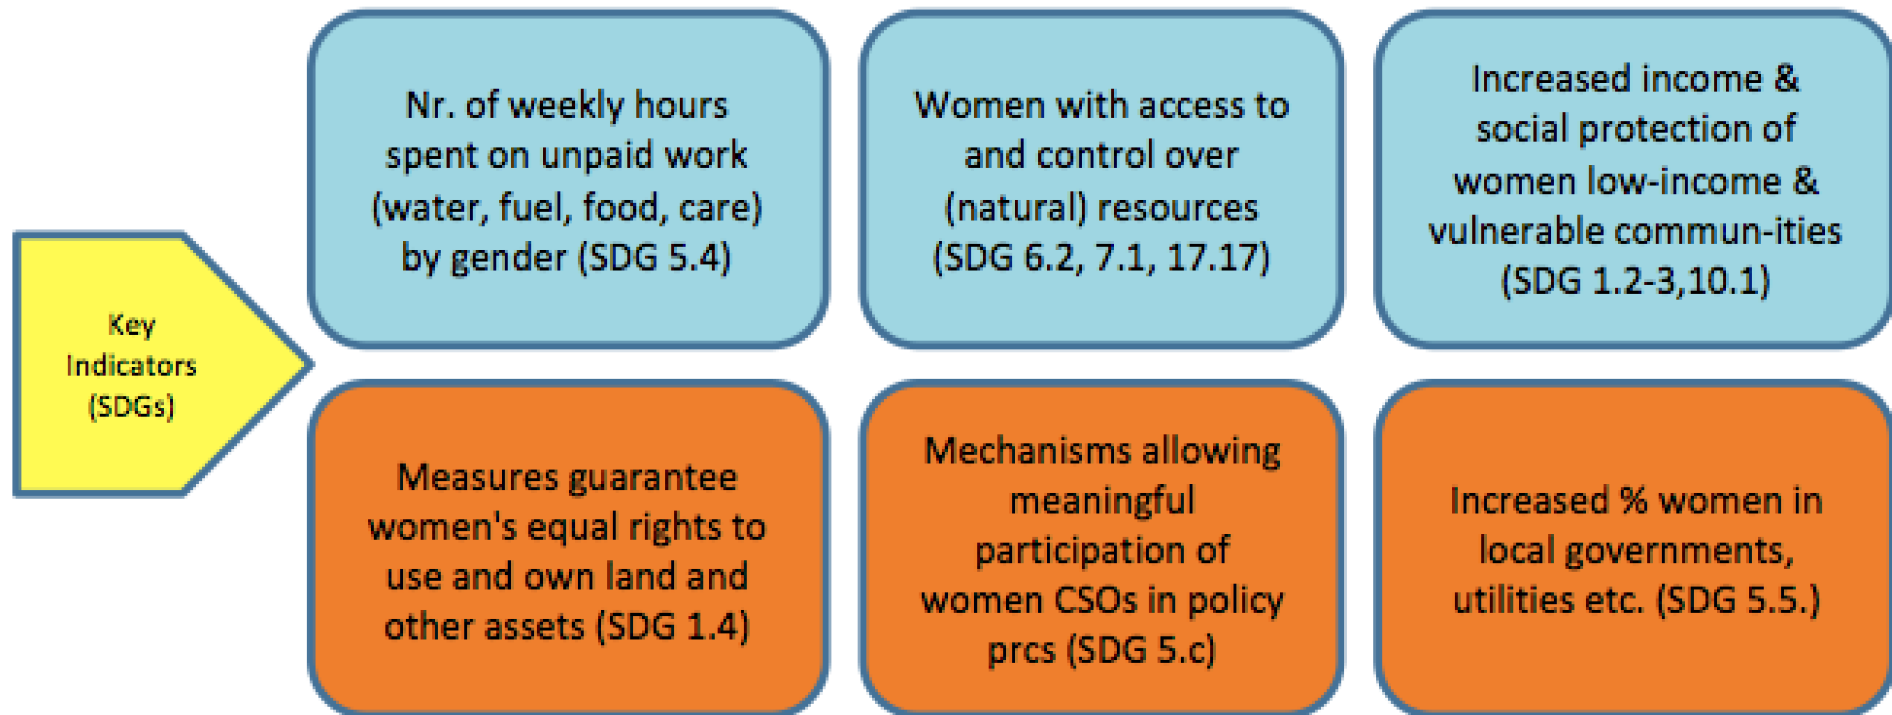 Key
Indicators
(SDGs)
Nr. of weekly hours
spent on unpaid work
(water, fuel, food, care)
by gender (SDG 5.4)
Women with access to
and control over
(natural) resources
(SDG 6.2, 7.1, 17.17)
Increased income &
social protection of
women low-income &
vulnerable commun-ities
(SDG 1.2-3,10.1)
Measures guarantee
women's equal rights to
use and own land and
other assets (SDG 1.4)
Mechanisms allowing
meaningful
participation of
women CSOs in policy
prcs (SDG 5.c)
Increased % women in
local governments,
utilities etc. (SDG 5.5.)